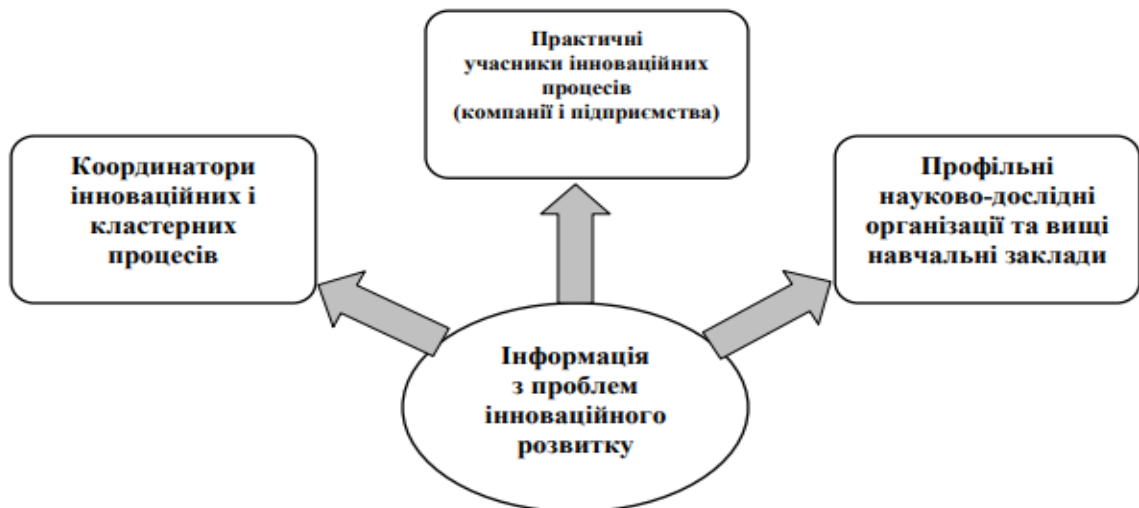 Практичні
учасники інноваційних
процесів
(компанії і підприємства)
Координатори
інноваційних і
кластерних
процесів
Профільні
науково-дослідні
організації та вищі
навчальні заклади
Інформація
з проблем
інноваційного
розвитку